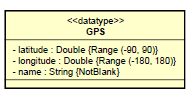 <<datatype>>
GPS
- latitude : Double {Range (-90, 90)}
- longitude : Double {Range (-180, 180)}
- name : String {NotBlank}